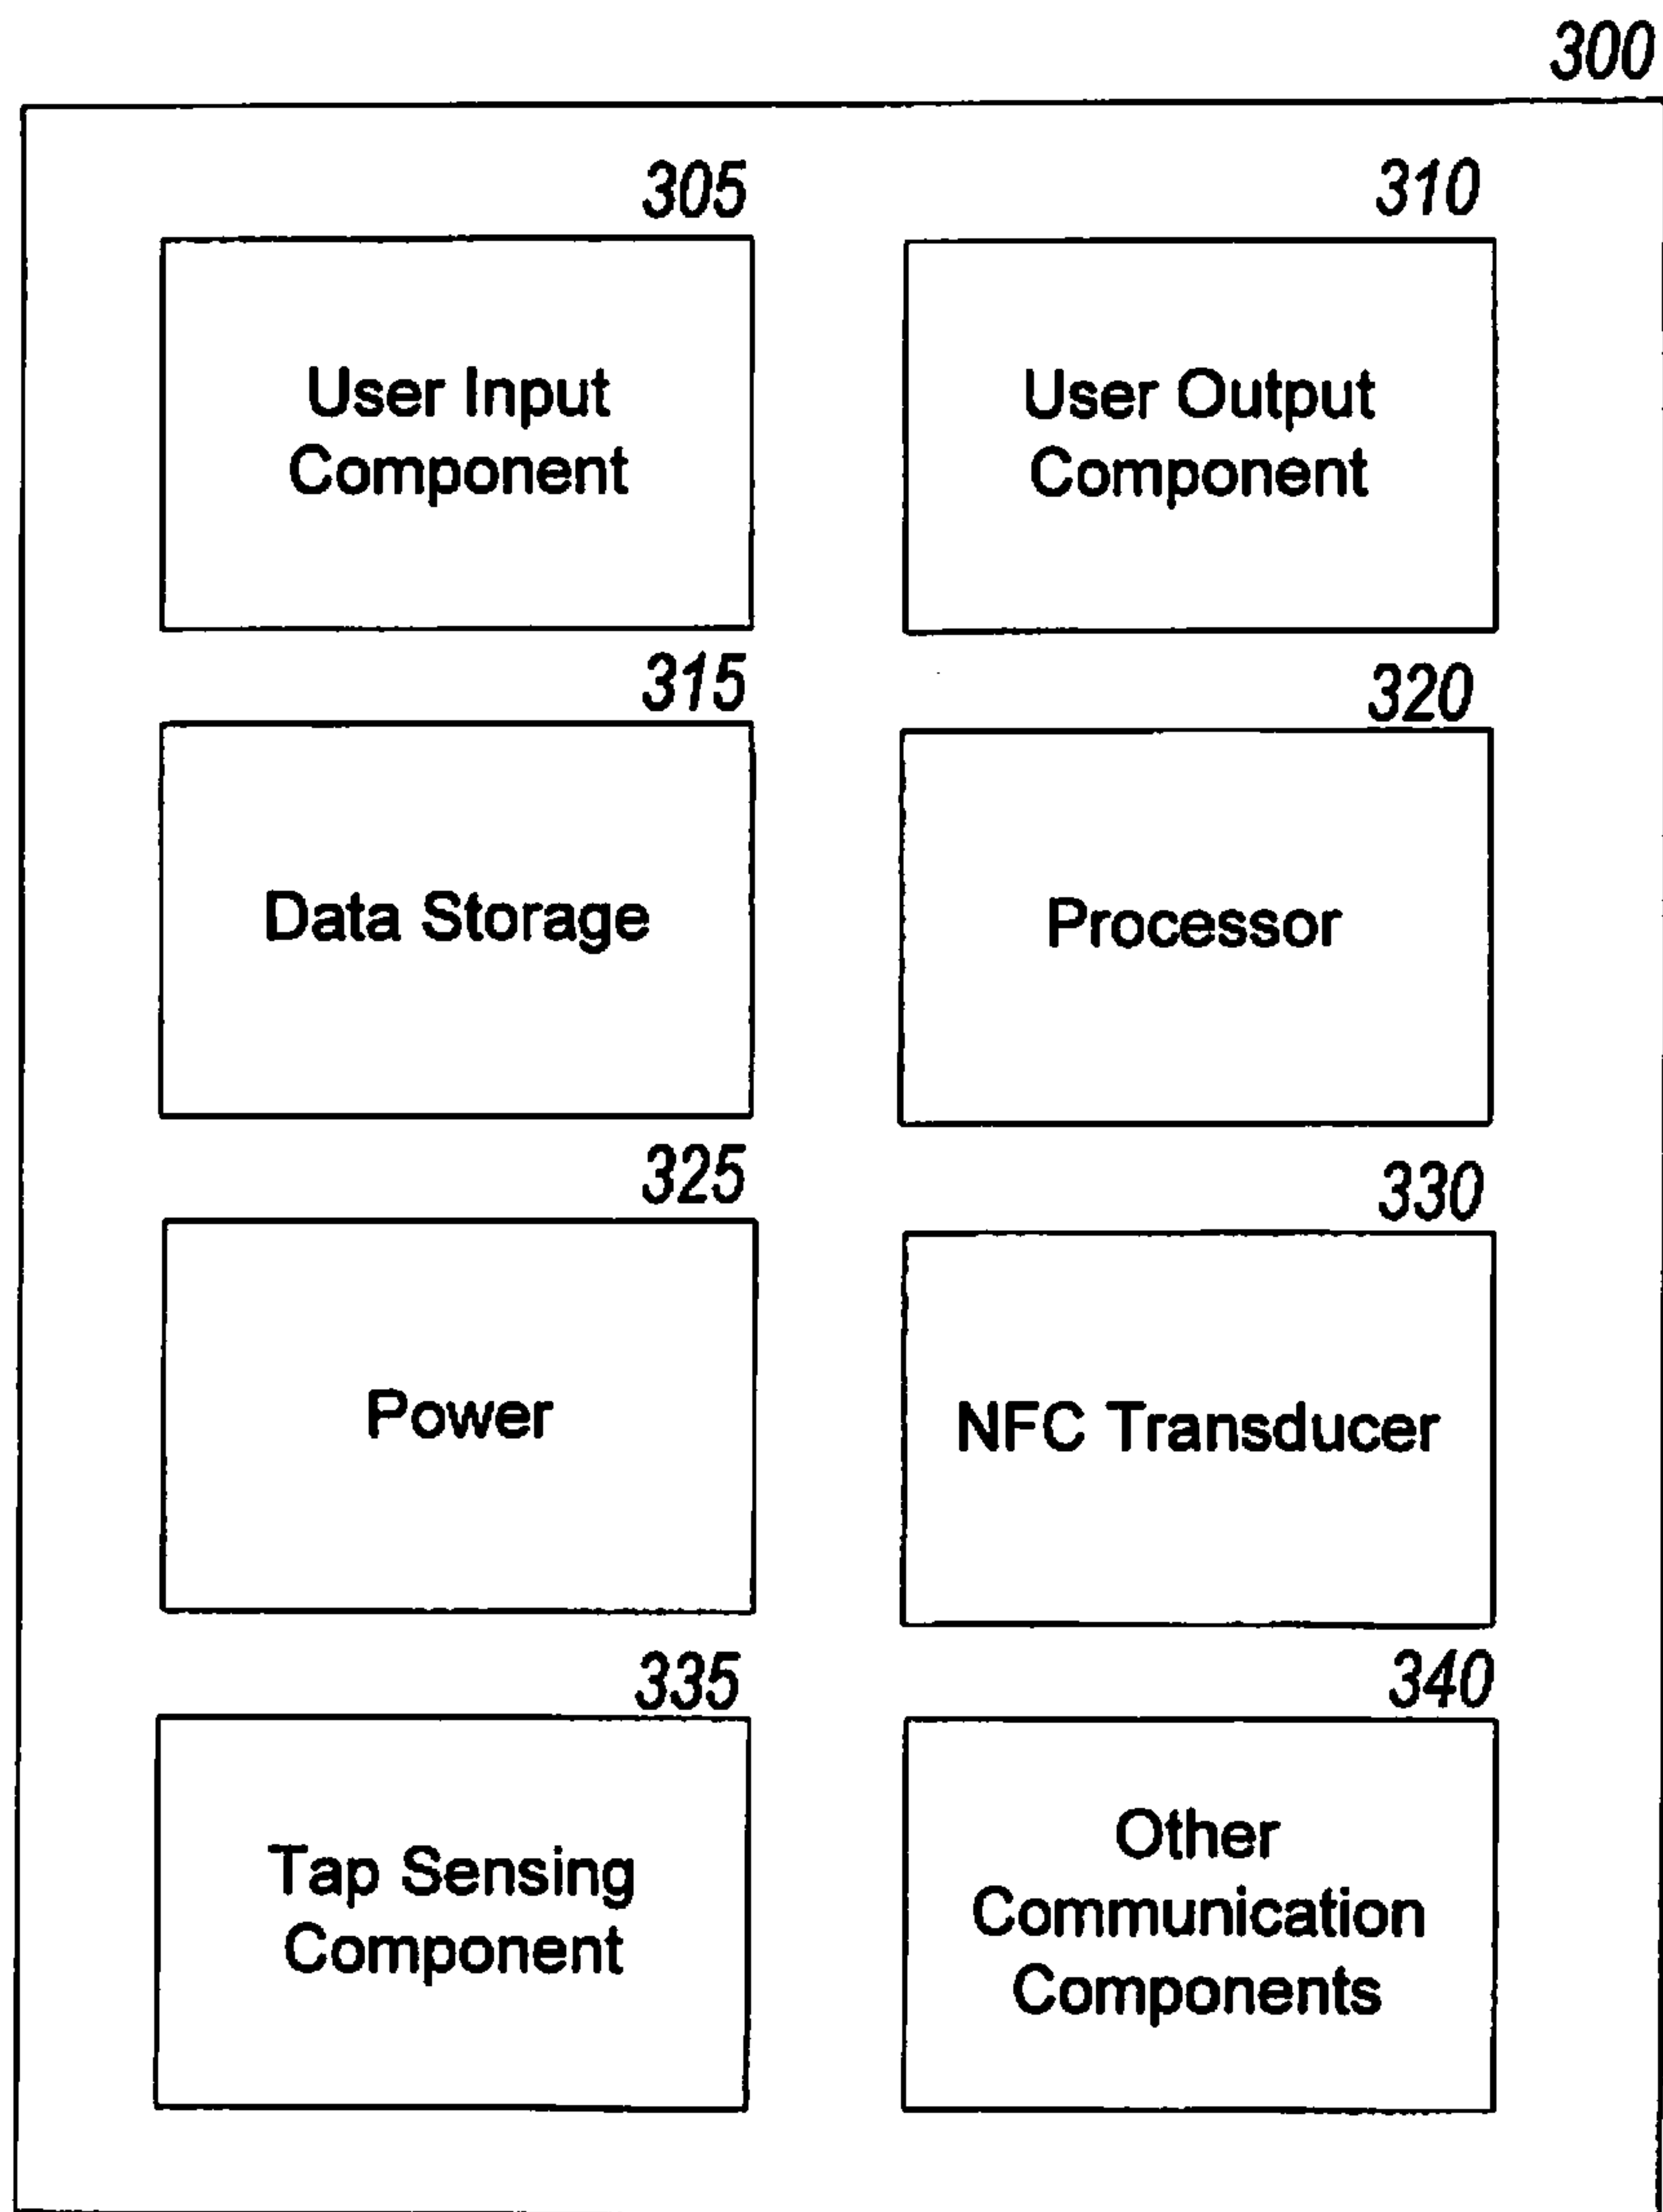 300
305
310
User Input
Component
User Output
Component
315
320
Data Storage
Processor
325
330
Power
NFC Transducer
335
340
Tap Sensing
Component
Other
Communication
Components